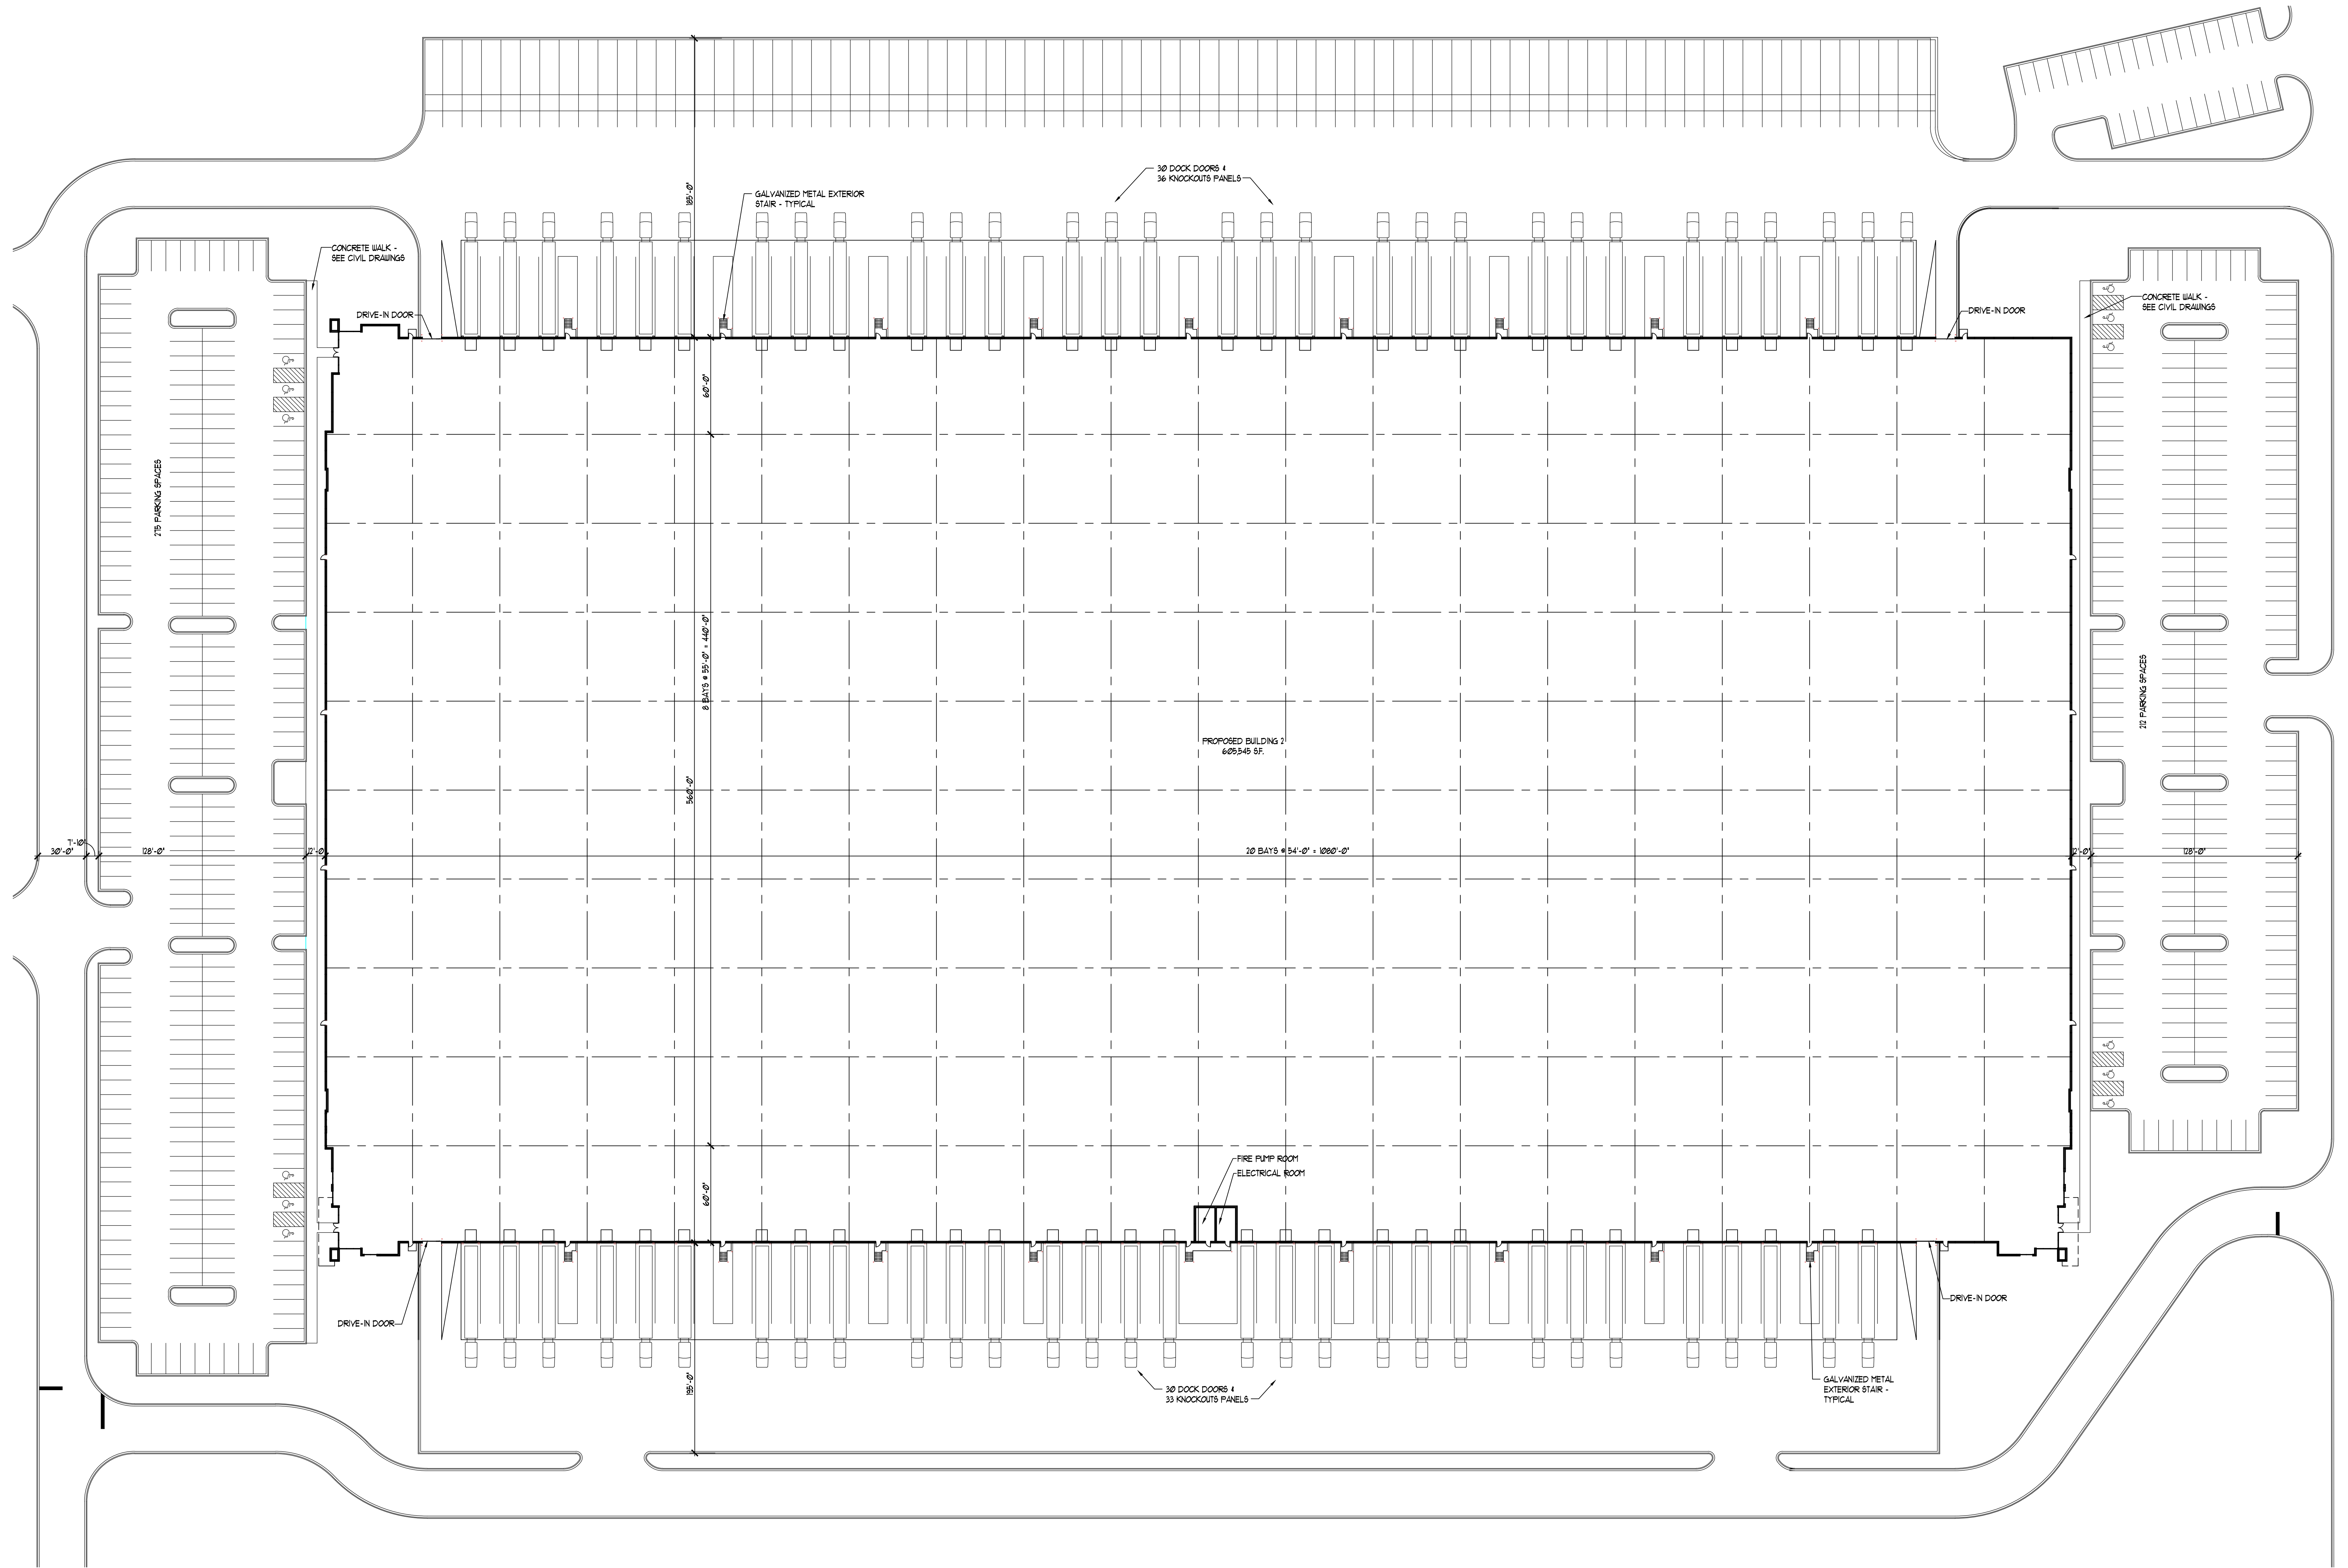 30 DOCK DOORS &
36 KNOCKOUTS PANELS
185'-0"
GALVANIZED METAL EXTERIOR
STAIR - TYPICAL
CONCRETE WALK -
SEE CIVIL DRAWINGS
CONCRETE WALK -
SEE CIVIL DRAWINGS
DRIVE-IN DOOR
DRIVE-IN DOOR
60'-0"
275 PARKING SPACES
8 BAYS @ 55'-0" = 440'-0"
212 PARKING SPACES
PROPOSED BUILDING 2
605,545 S.F.
560'-0"
7'-10"
30'-0"
128'-0"
12'-0"
20 BAYS @ 54'-0" = 1080'-0"
12'-0"
128'-0"
FIRE PUMP ROOM
ELECTRICAL ROOM
60'-0"
DRIVE-IN DOOR
DRIVE-IN DOOR
195'-0"
30 DOCK DOORS &
33 KNOCKOUTS PANELS
GALVANIZED METAL
EXTERIOR STAIR -
TYPICAL